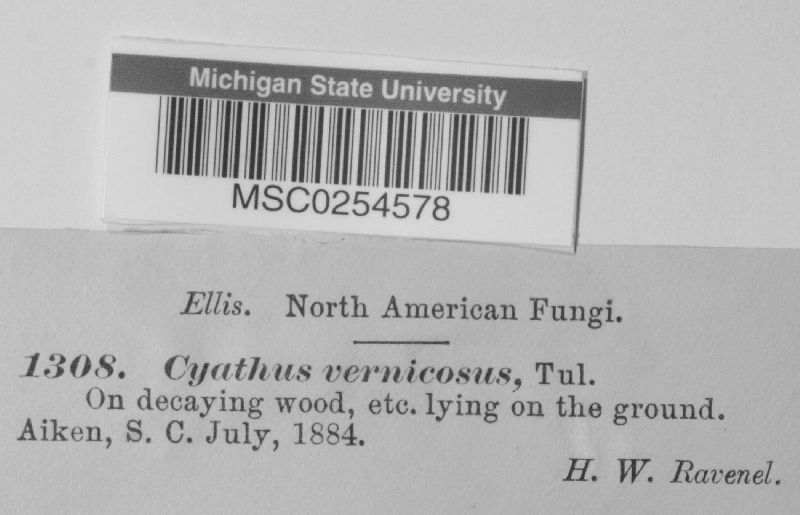 Michigan State University
MSC0254578
Ellis. North American Fungi.
1308. Cyathus vernicosus, Tul.
On decaying wood, etc. lying on the ground.
Aiken, S. C. July, 1884.
H. W. Ravenel.